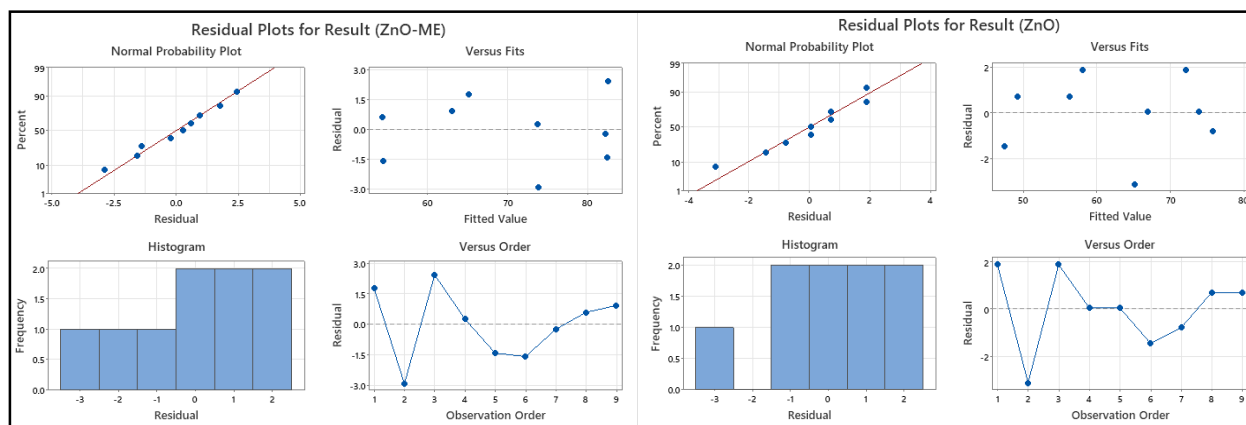 Residual Plots for Result (ZnO-ME)
Normal Probability Plot
Versus Fits
99
90
50
10
1
Percent
-5.0 -2.5 0.0 2.5 5.0
Residual
3.0
1.5
0.0
-1.5
-3.0
Residual
60 70 80
Fitted Value
Histogram
Versus Order
2.0
1.5
1.0
0.5
0.0
Frequency
-3 -2 -1 0 1 2
Residual
3.0
1.5
0.0
-1.5
-3.0
Residual
1 2 3 4 5 6 7 8 9
Observation Order
Residual Plots for Result (ZnO)
Normal Probability Plot
Versus Fits
99
90
50
10
1
Percent
-4 -2 0 2 4
Residual
2
0
-2
Residual
50 60 70 80
Fitted Value
Histogram
Versus Order
2.0
1.5
1.0
0.5
0.0
Frequency
-3 -2 -1 0 1 2
Residual
2
0
-2
Residual
1 2 3 4 5 6 7 8 9
Observation Order